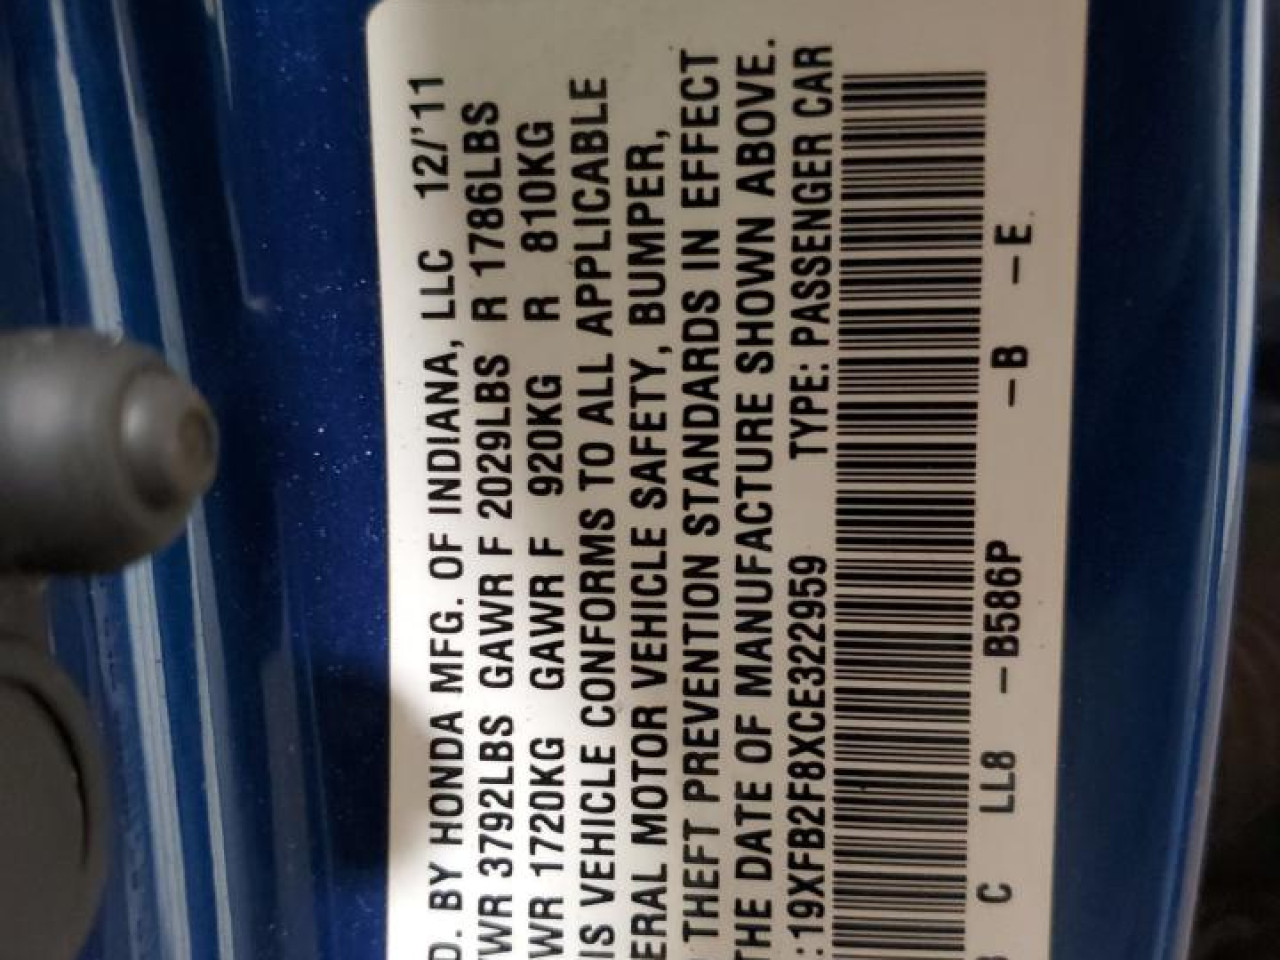 D. BY HONDA MFG. OF INDIANA, LLC 12/'11
WR 3792LBS GAWR F 2029LBS R 1786LBS
WR 1720KG GAWR F 920KG R 810KG
IS VEHICLE CONFORMS TO ALL APPLICABLE
ERAL MOTOR VEHICLE SAFETY, BUMPER,
THEFT PREVENTION STANDARDS IN EFFECT
THE DATE OF MANUFACTURE SHOWN ABOVE.
:19XFB2F8XCE322959 TYPE: PASSENGER CAR
C LL8 –B586P –B –E